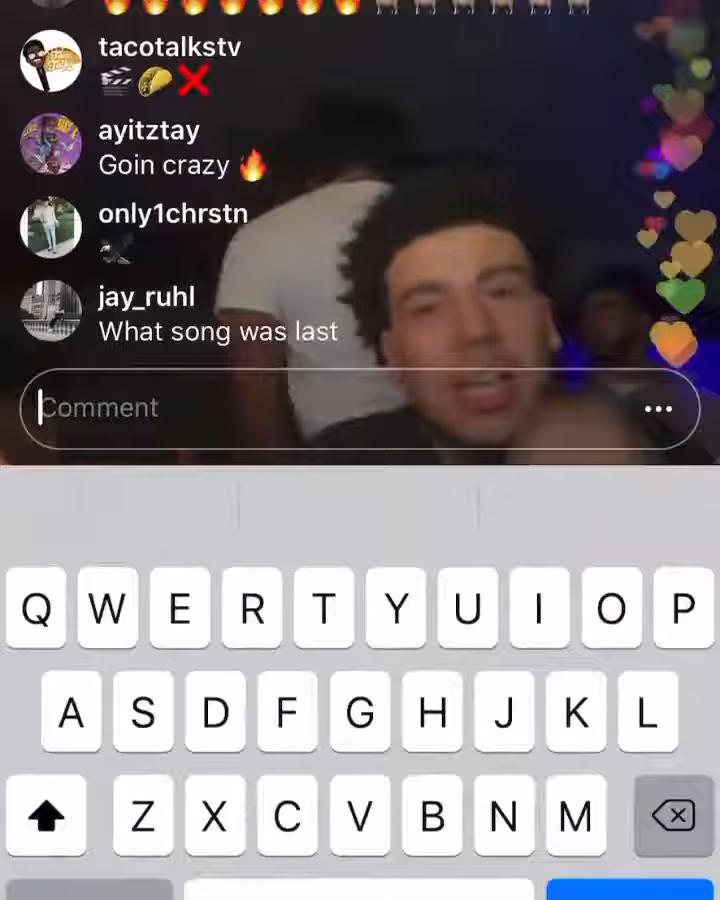 tacotalkstv
🎬🌮❌
ayitztay
Goin crazy 🔥
only1chrstn
jay_ruhl
What song was last
Comment
Q W E R T Y U I O P
A S D F G H J K L
Z X C V B N M